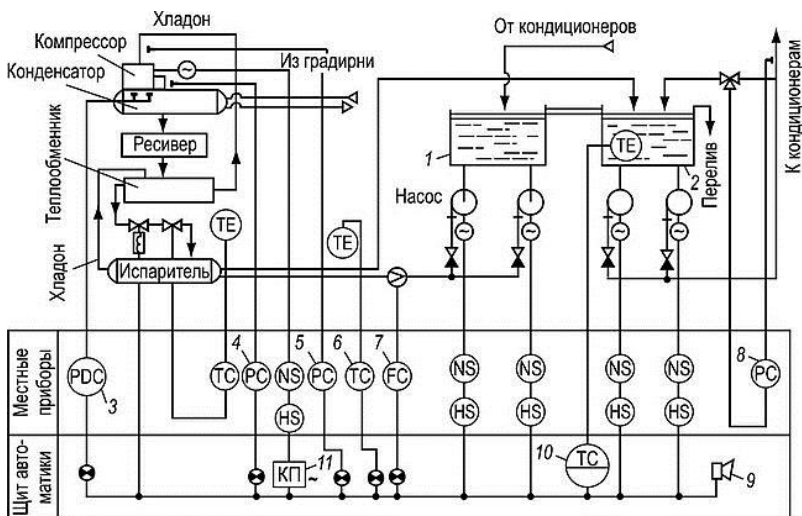 Хладон
Компрессор
Конденсатор
Из градирни
От кондиционеров
К кондиционерам
Ресивер
Теплообменник
TE
TE
TE
1
2
Перелив
Насос
Хладон
Испаритель
Местные
приборы
PDC
3
TC
4
PC
NS
HS
5
PC
6
TC
7
FC
NS
HS
NS
HS
NS
HS
NS
HS
8
PC
Щит авто-
матики
КП
11
~
10
TC
9